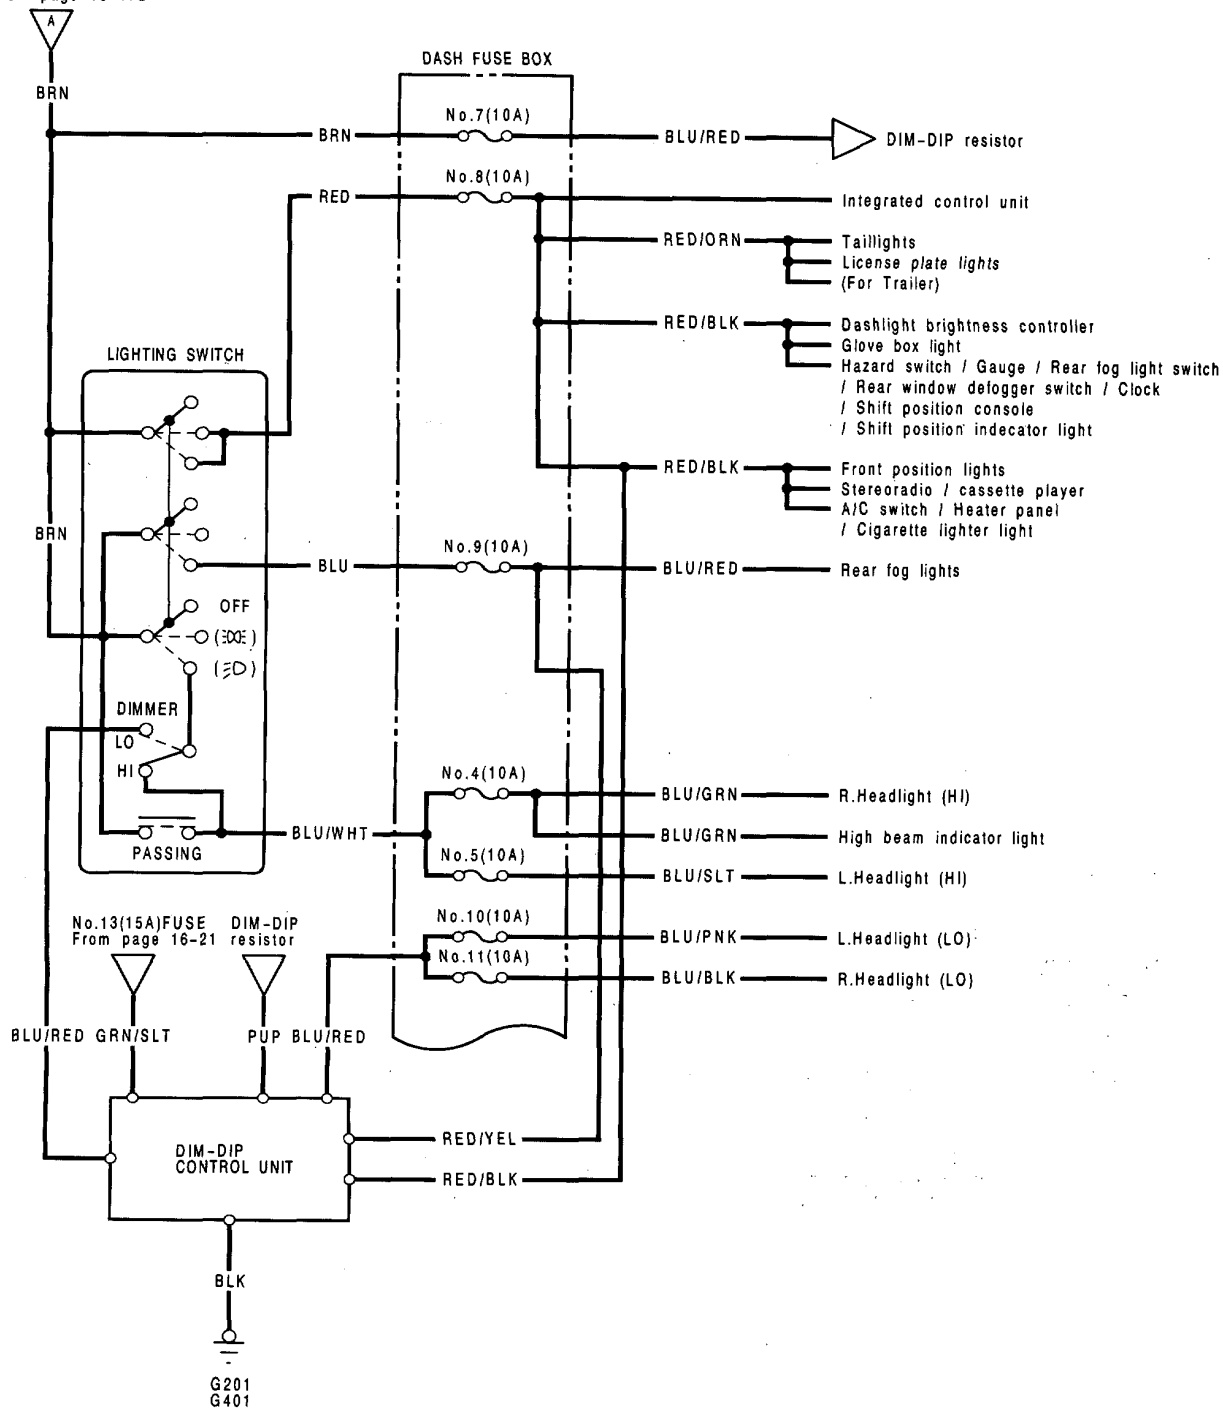 A
DASH FUSE BOX
BRN
No.7(10A)
BRN
BLU/RED
DIM-DIP resistor
No.8(10A)
RED
Integrated control unit
RED/ORN
Taillights
License plate lights
(For Trailer)
RED/BLK
Dashlight brightness controller
Glove box light
Hazard switch / Gauge / Rear fog light switch
/ Rear window defogger switch / Clock
/ Shift position console
/ Shift position indecator light
LIGHTING SWITCH
RED/BLK
Front position lights
Stereoradio / cassette player
A/C switch / Heater panel
/ Cigarette lighter light
BRN
No.9(10A)
BLU
BLU/RED
Rear fog lights
OFF
DIMMER
LO
HI
No.4(10A)
BLU/GRN
R.Headlight (HI)
BLU/WHT
BLU/GRN
High beam indicator light
PASSING
No.5(10A)
BLU/SLT
L.Headlight (HI)
No.13(15A)FUSE
From page 16-21
DIM-DIP
resistor
No.10(10A)
BLU/PNK
L.Headlight (LO)
No.11(10A)
BLU/BLK
R.Headlight (LO)
BLU/RED
GRN/SLT
PUP
BLU/RED
RED/YEL
DIM-DIP
CONTROL UNIT
RED/BLK
BLK
G201
G401